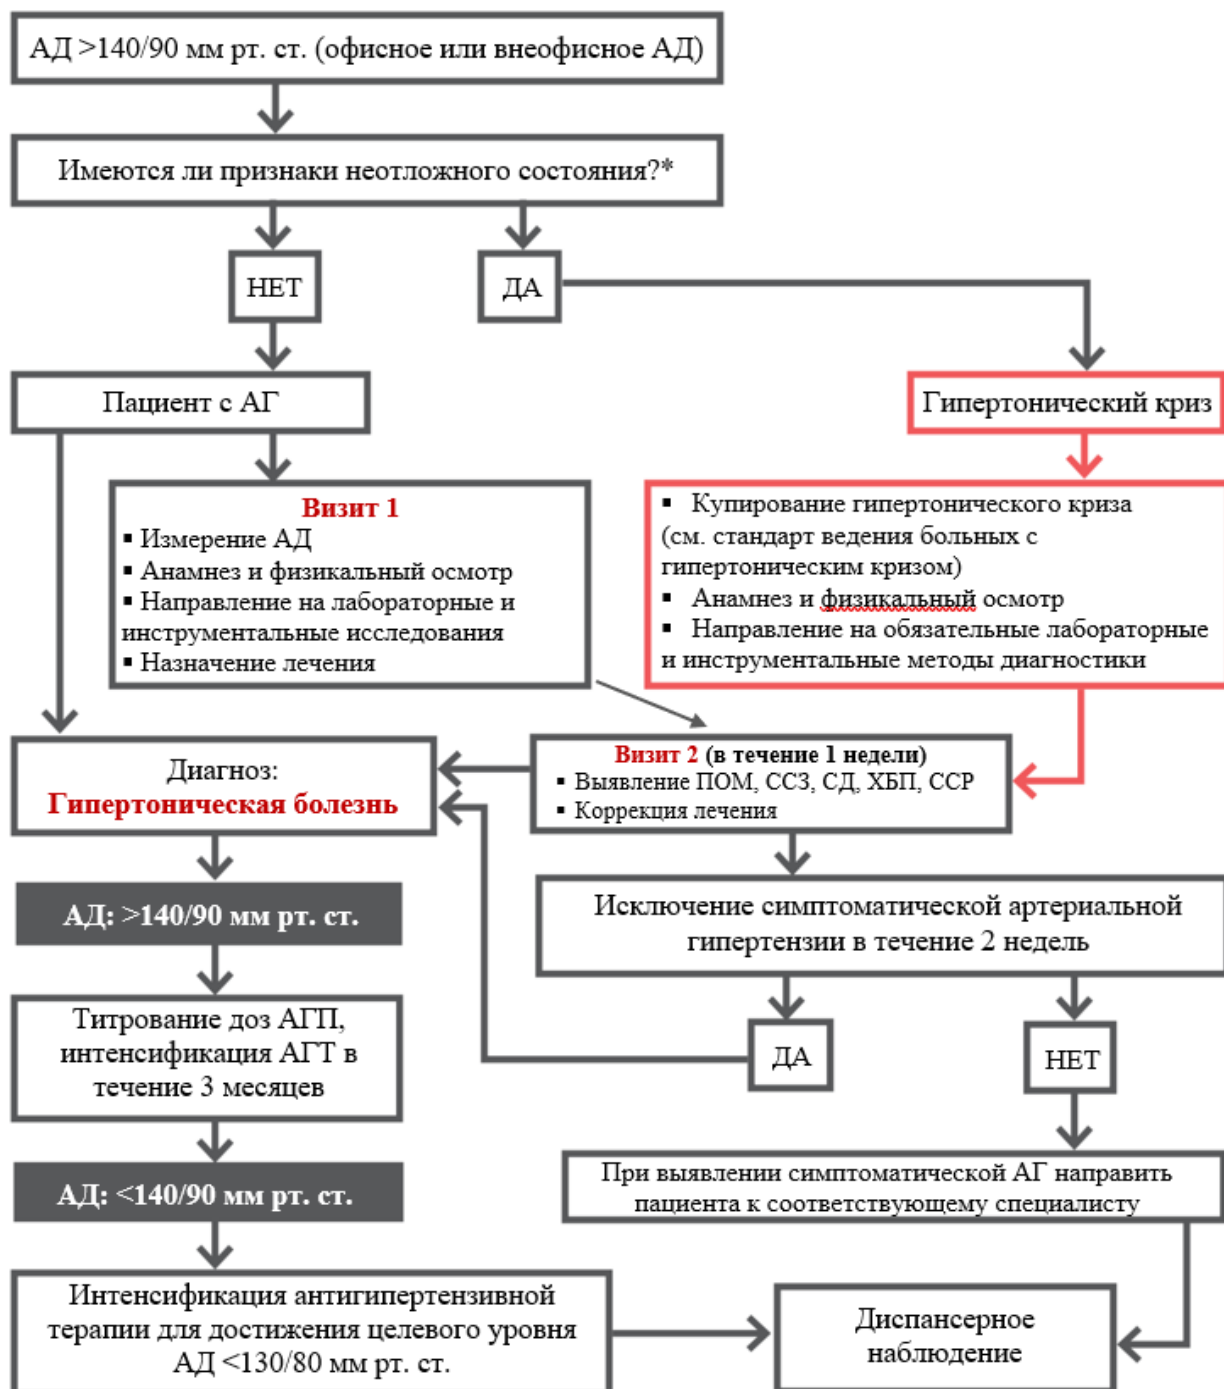 АД >140/90 мм рт. ст. (офисное или внеофисное АД)
Имеются ли признаки неотложного состояния?*
НЕТ
ДА
Пациент с АГ
Гипертонический криз
Визит 1
▪ Измерение АД
▪ Анамнез и физикальный осмотр
▪ Направление на лабораторные и
инструментальные исследования
▪ Назначение лечения
▪ Купирование гипертонического криза
(см. стандарт ведения больных с
гипертоническим кризом)
▪ Анамнез и физикальный осмотр
▪ Направление на обязательные лабораторные
и инструментальные методы диагностики
Диагноз:
Гипертоническая болезнь
Визит 2 (в течение 1 недели)
▪ Выявление ПОМ, ССЗ, СД, ХБП, ССР
▪ Коррекция лечения
АД: >140/90 мм рт. ст.
Исключение симптоматической артериальной
гипертензии в течение 2 недель
Титрование доз АГП,
интенсификация АГТ в
течение 3 месяцев
ДА
НЕТ
АД: <140/90 мм рт. ст.
При выявлении симптоматической АГ направить
пациента к соответствующему специалисту
Интенсификация антигипертензивной
терапии для достижения целевого уровня
АД <130/80 мм рт. ст.
Диспансерное
наблюдение